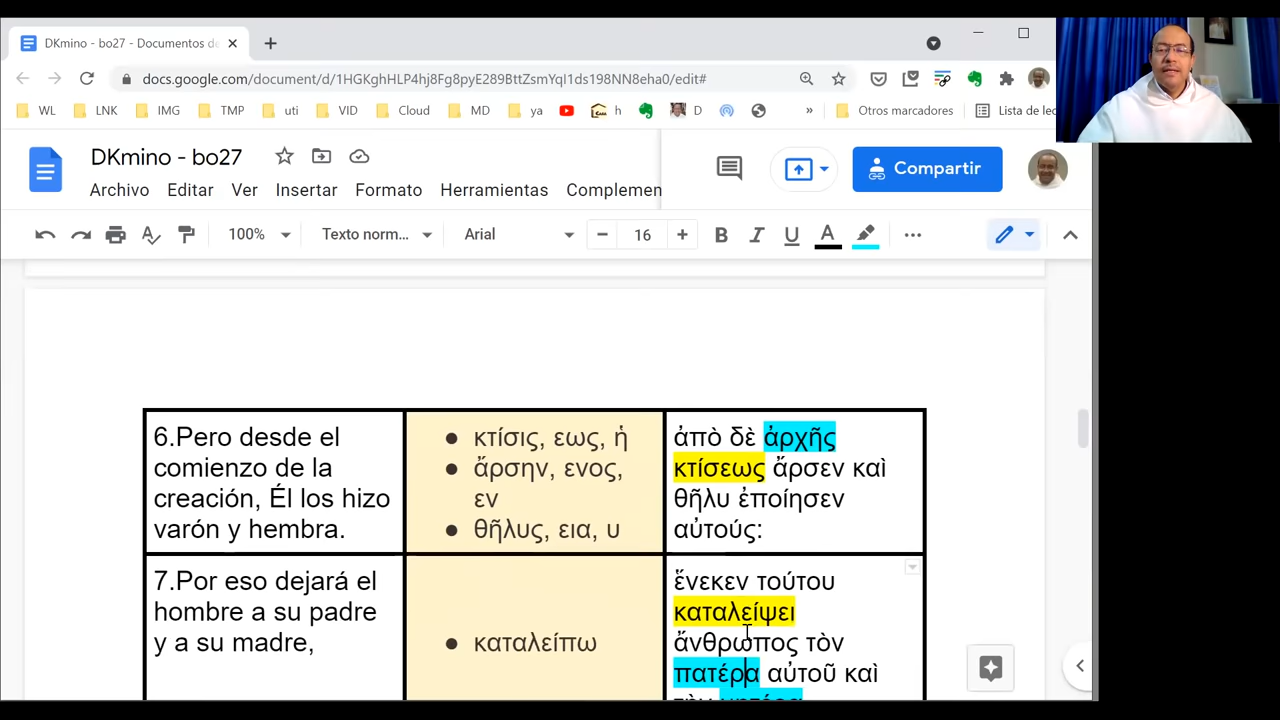 DKmino - bo27 - Documentos de
docs.google.com/document/d/1HGKghHLP4hj8Fg8pyE289BttZsmYqI1ds198NN8eha0/edit#
WL LNK IMG TMP uti VID Cloud MD ya h D » Otros marcadores Lista de lec
DKmino - bo27
Archivo Editar Ver Insertar Formato Herramientas Complemen
Compartir
100% Texto norm... Arial 16 B I U A
6.Pero desde el
comienzo de la
creación, Él los hizo
varón y hembra.
● κτίσις, εως, ἡ
● ἄρσην, ενος,
εν
● θῆλυς, εια, υ
ἀπὸ δὲ ἀρχῆς
κτίσεως ἄρσεν καὶ
θῆλυ ἐποίησεν
αὐτούς:
7.Por eso dejará el
hombre a su padre
y a su madre,
● καταλείπω
ἕνεκεν τούτου
καταλείψει
ἄνθρωπος τὸν
πατέρα αὐτοῦ καὶ